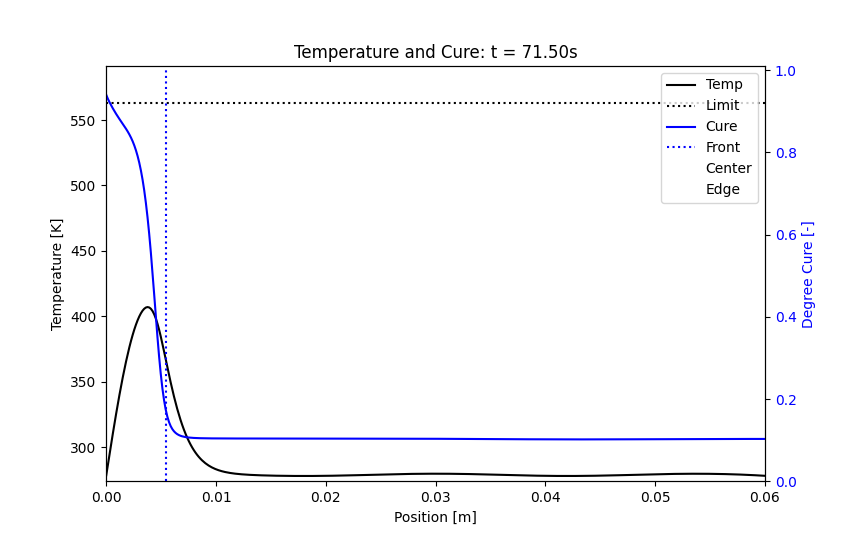 Temperature and Cure: t = 71.50s
Temp
Limit
Cure
Front
Center
Edge
550
500
450
400
350
300
Temperature [K]
1.0
0.8
0.6
0.4
0.2
0.0
Degree Cure [-]
0.00 0.01 0.02 0.03 0.04 0.05 0.06
Position [m]